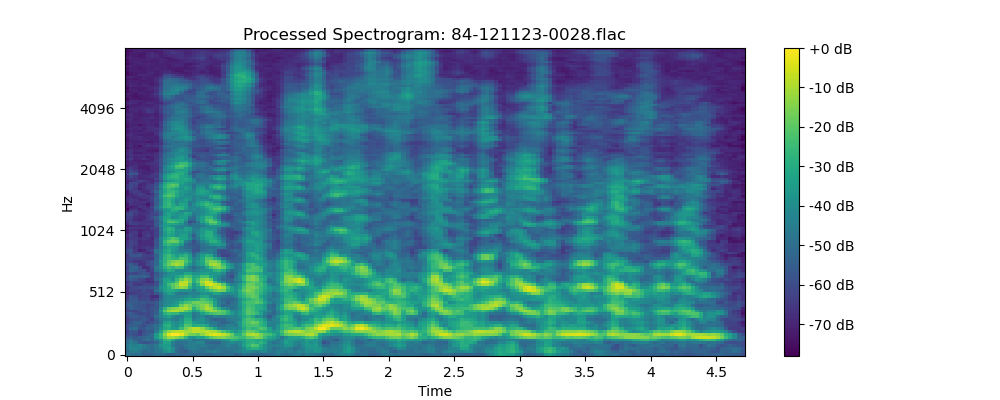 Processed Spectrogram: 84-121123-0028.flac
+0 dB
-10 dB
4096
-20 dB
2048
-30 dB
Hz
-40 dB
1024
-50 dB
512
-60 dB
-70 dB
0
0 0.5 1 1.5 2 2.5 3 3.5 4 4.5
Time